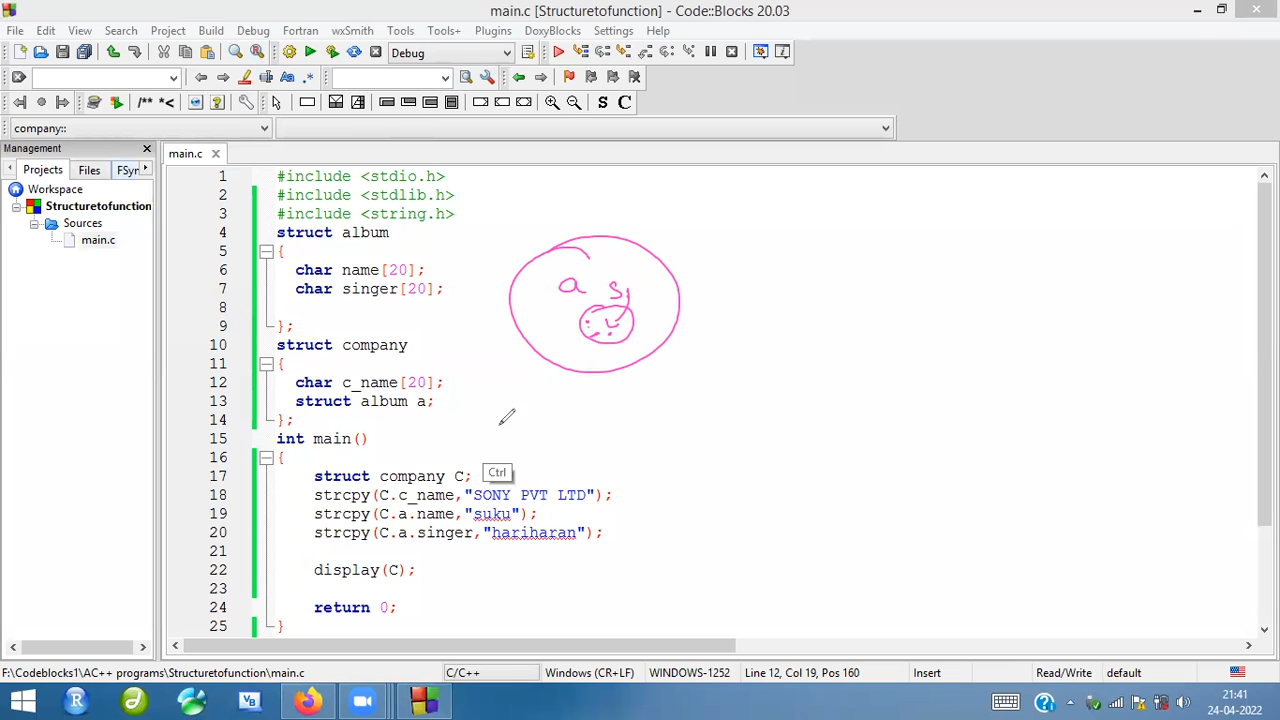 main.c [Structuretofunction] - Code::Blocks 20.03
File Edit View Search Project Build Debug Fortran wxSmith Tools Tools+ Plugins DoxyBlocks Settings Help
Debug
/** *<
S C
company::
Management
main.c
Projects Files FSyr
Workspace
Structuretofunction
Sources
main.c
1 #include <stdio.h>
2 #include <stdlib.h>
3 #include <string.h>
4 struct album
5 {
6 char name[20];
7 char singer[20];
8
9 };
10 struct company
11 {
12 char c_name[20];
13 struct album a;
14 };
15 int main()
16 {
17 struct company C;
18 strcpy(C.c_name,"SONY PVT LTD");
19 strcpy(C.a.name,"suku");
20 strcpy(C.a.singer,"hariharan");
21
22 display(C);
23
24 return 0;
25 }
a
Ctrl
F:\Codeblocks1\AC++ programs\Structuretofunction\main.c C/C++ Windows (CR+LF) WINDOWS-1252 Line 12, Col 19, Pos 160 Insert Read/Write default
21:41
24-04-2022